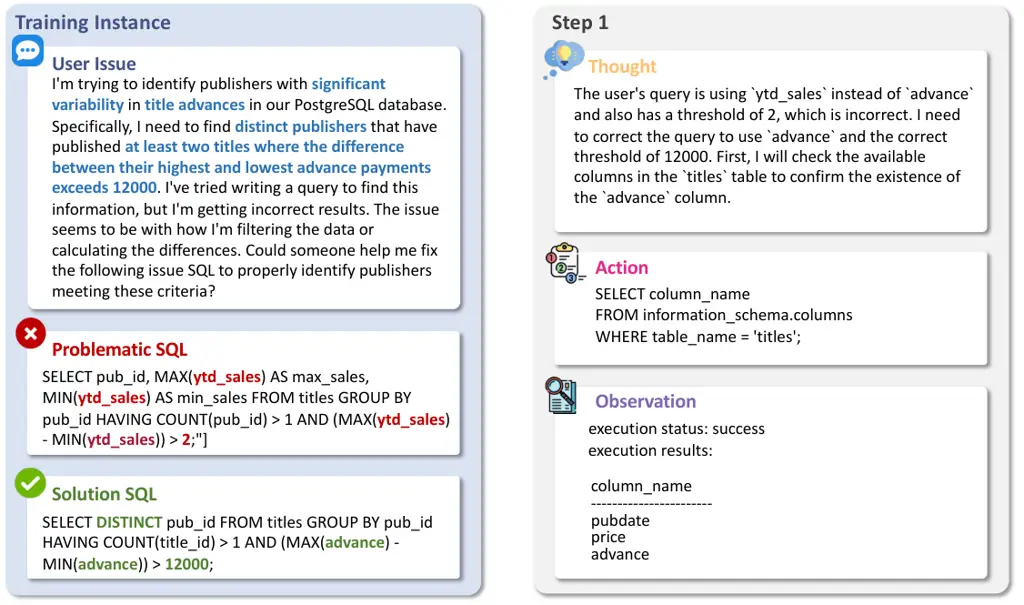 Training Instance
User Issue
I'm trying to identify publishers with significant
variability in title advances in our PostgreSQL database.
Specifically, I need to find distinct publishers that have
published at least two titles where the difference
between their highest and lowest advance payments
exceeds 12000. I've tried writing a query to find this
information, but I'm getting incorrect results. The issue
seems to be with how I'm filtering the data or
calculating the differences. Could someone help me fix
the following issue SQL to properly identify publishers
meeting these criteria?
Problematic SQL
SELECT pub_id, MAX(ytd_sales) AS max_sales,
MIN(ytd_sales) AS min_sales FROM titles GROUP BY
pub_id HAVING COUNT(pub_id) > 1 AND (MAX(ytd_sales)
- MIN(ytd_sales)) > 2;"]
Solution SQL
SELECT DISTINCT pub_id FROM titles GROUP BY pub_id
HAVING COUNT(title_id) > 1 AND (MAX(advance) -
MIN(advance)) > 12000;
Step 1
Thought
The user's query is using `ytd_sales` instead of `advance`
and also has a threshold of 2, which is incorrect. I need
to correct the query to use `advance` and the correct
threshold of 12000. First, I will check the available
columns in the `titles` table to confirm the existence of
the `advance` column.
1
2
3
Action
SELECT column_name
FROM information_schema.columns
WHERE table_name = 'titles';
Observation
execution status: success
execution results:
column_name
-----------------------
pubdate
price
advance